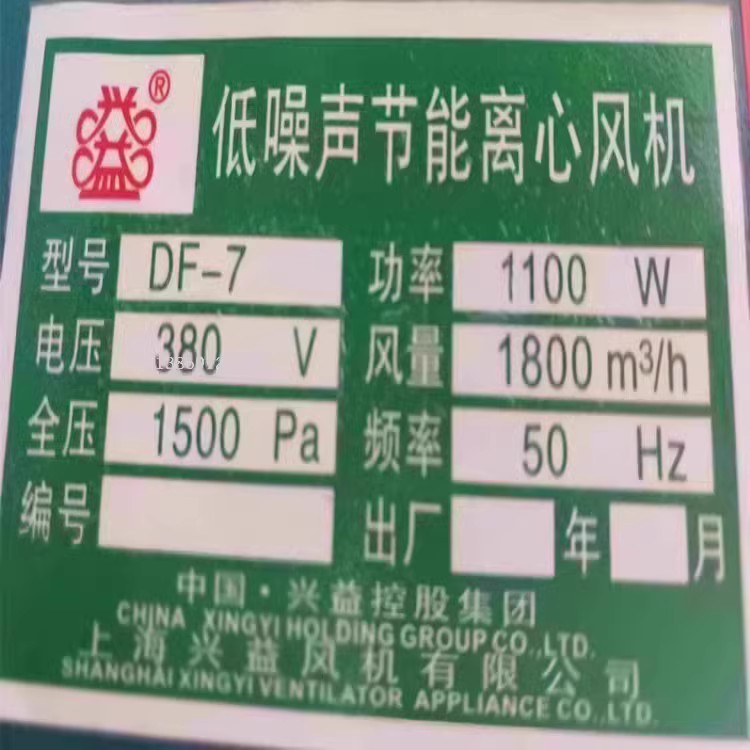 兴益®
低噪声节能离心风机
型号 DF-7 功率 1100 W
电压 380 V 风量 1800 m³/h
全压 1500 Pa 频率 50 Hz
编号 出厂 年 月
中国·兴益控股集团
CHINA XINGYI HOLDING GROUP CO.,LTD.
上海兴益风机有限公司
SHANGHAI XINGYI VENTILATOR APPLIANCE CO.,LTD.